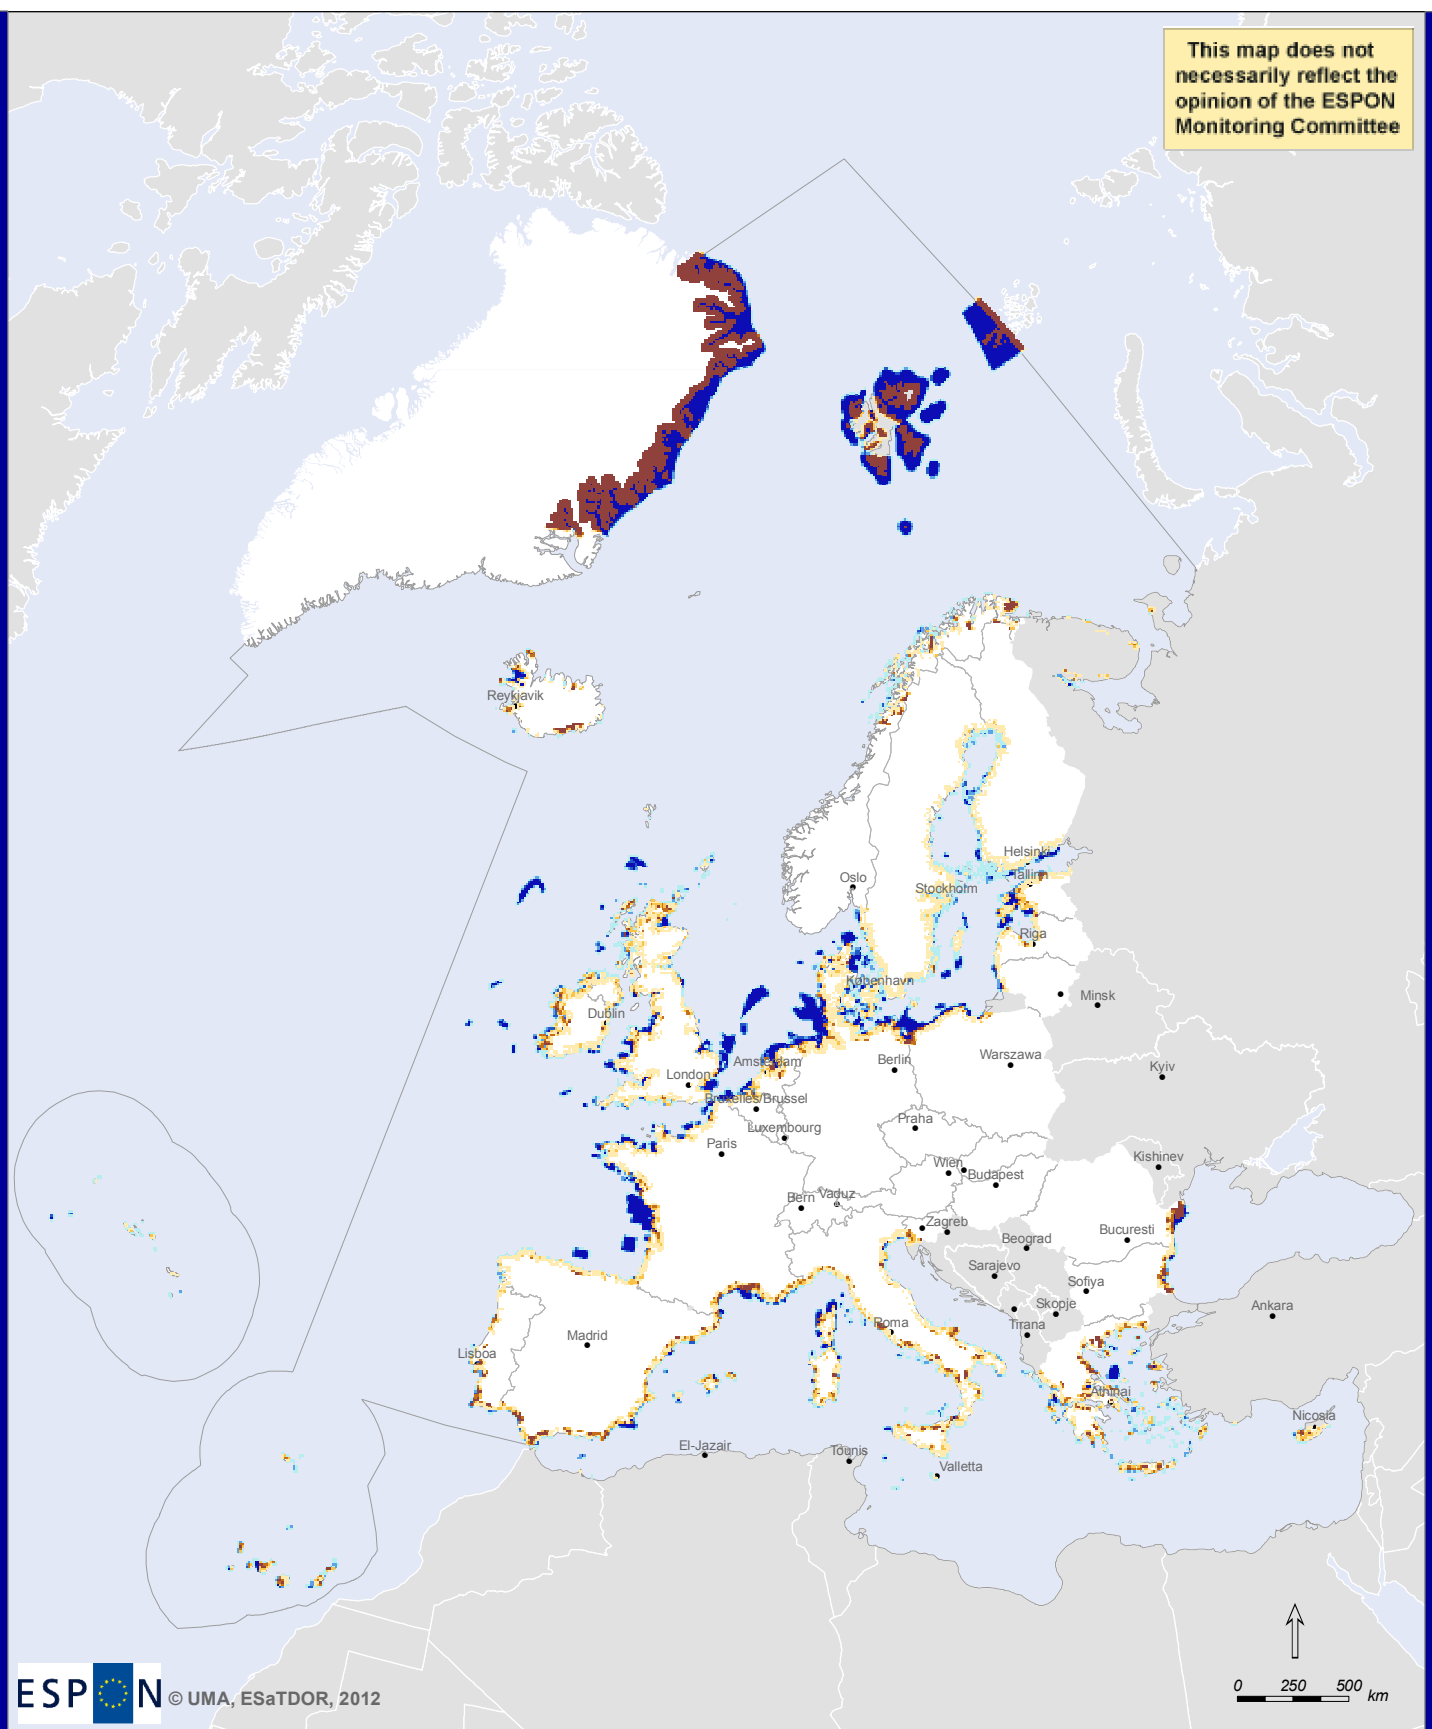 This map does not
necessarily reflect the
opinion of the ESPON
Monitoring Committee
Reykjavik
Helsinki
Tallinn
Oslo
Stockholm
Riga
København
Minsk
Dublin
Amsterdam
Berlin
Warszawa
Kyiv
London
Bruxelles/Brussel
Luxembourg
Praha
Paris
Kishinev
Wien
Budapest
Bern
Vaduz
Zagreb
Bucuresti
Beograd
Sarajevo
Sofiya
Skopje
Ankara
Roma
Tirana
Madrid
Lisboa
Athinai
Nicosia
El-Jazair
Tounis
Valletta
0 250 500 km
ESPON © UMA, ESaTDOR, 2012